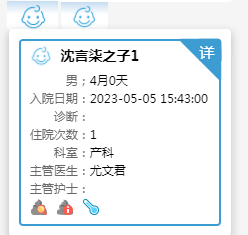 沈言柒之子1
详
男；4月0天
入院日期：2023-05-05 15:43:00
诊断：
住院次数：1
科室：产科
主管医生：尤文君
主管护士：